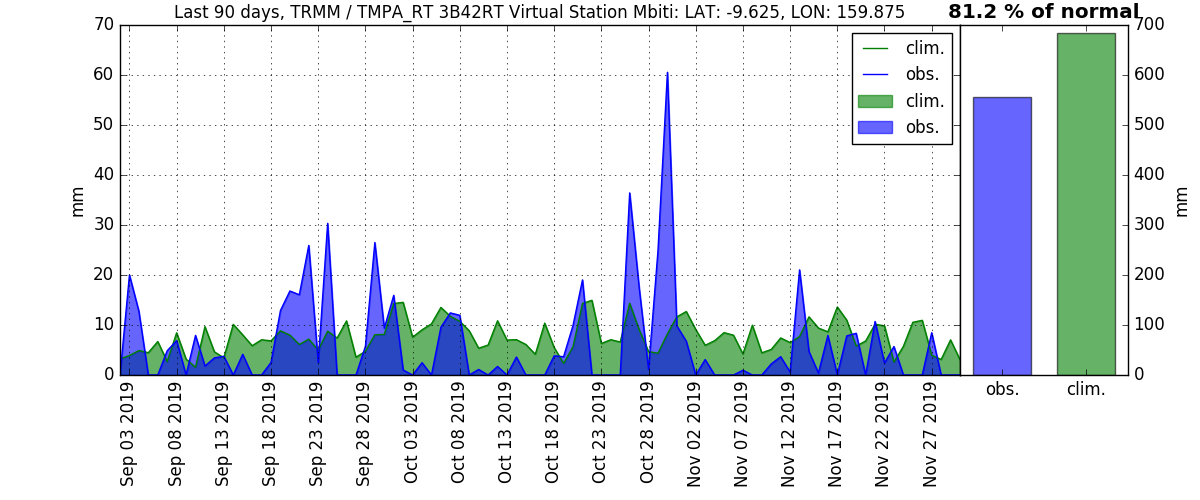 Last 90 days, TRMM / TMPA_RT 3B42RT Virtual Station Mbiti: LAT: -9.625, LON: 159.875
81.2 % of normal
mm
70
60
50
40
30
20
10
0
clim.
obs.
clim.
obs.
Sep 03 2019
Sep 08 2019
Sep 13 2019
Sep 18 2019
Sep 23 2019
Sep 28 2019
Oct 03 2019
Oct 08 2019
Oct 13 2019
Oct 18 2019
Oct 23 2019
Oct 28 2019
Nov 02 2019
Nov 07 2019
Nov 12 2019
Nov 17 2019
Nov 22 2019
Nov 27 2019
obs.
clim.
700
600
500
400
300
200
100
0
mm